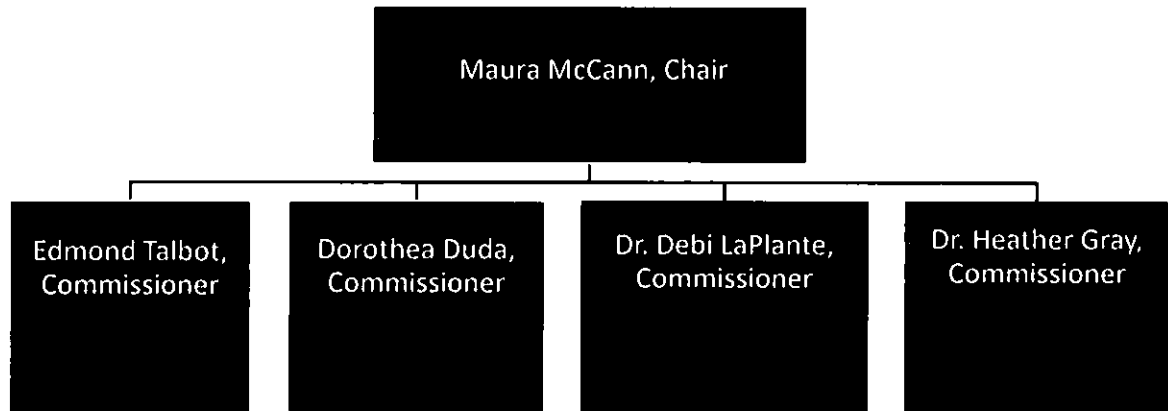 Maura McCann, Chair
Edmond Talbot,
Commissioner
Dorothea Duda,
Commissioner
Dr. Debi LaPlante,
Commissioner
Dr. Heather Gray,
Commissioner